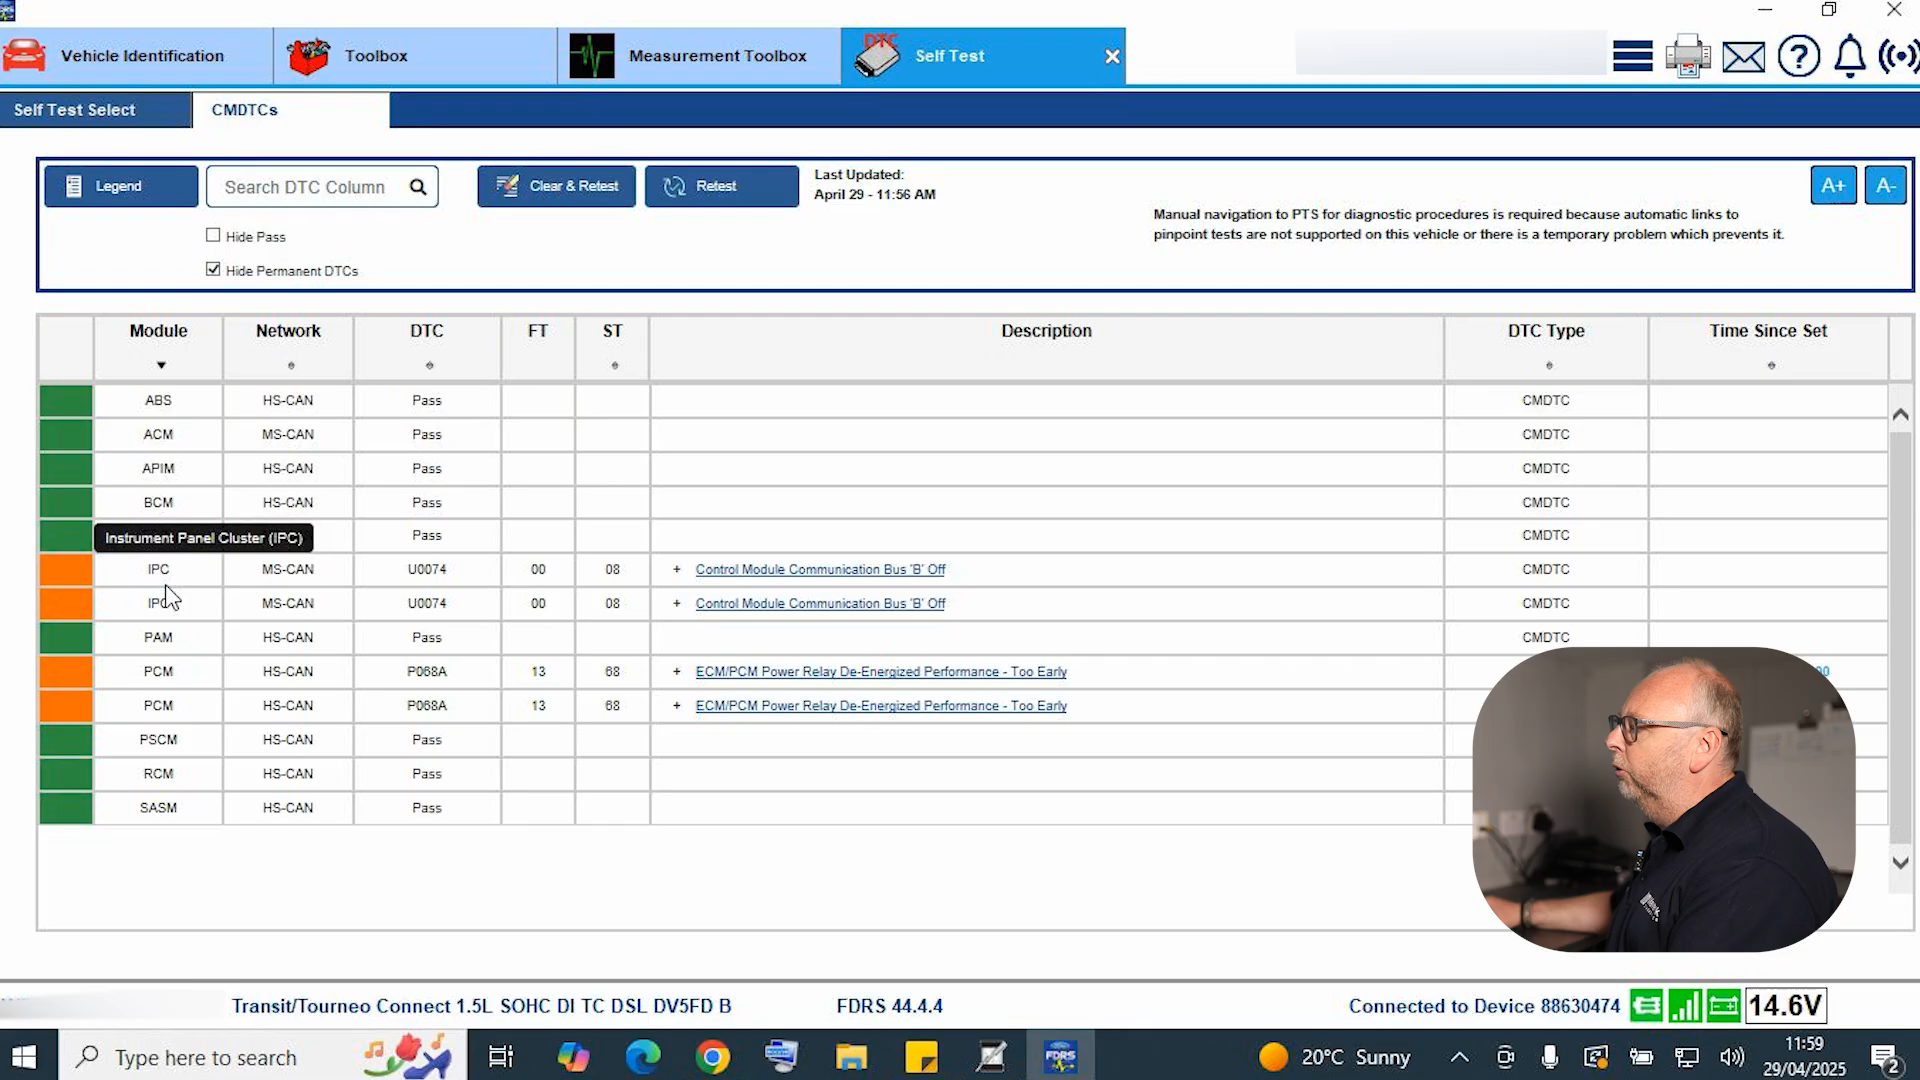 Vehicle Identification
Toolbox
Measurement Toolbox
DTC
Self Test
Self Test Select
CMDTCs
Legend
Search DTC Column
Clear & Retest
Retest
Last Updated:
April 29 - 11:56 AM
A+ A-
Manual navigation to PTS for diagnostic procedures is required because automatic links to
pinpoint tests are not supported on this vehicle or there is a temporary problem which prevents it.
Hide Pass
Hide Permanent DTCs
Module Network DTC FT ST Description DTC Type Time Since Set
ABS HS-CAN Pass CMDTC
ACM MS-CAN Pass CMDTC
APIM HS-CAN Pass CMDTC
BCM HS-CAN Pass CMDTC
Instrument Panel Cluster (IPC) Pass CMDTC
IPC MS-CAN U0074 00 08 + Control Module Communication Bus 'B' Off CMDTC
IPC MS-CAN U0074 00 08 + Control Module Communication Bus 'B' Off CMDTC
PAM HS-CAN Pass CMDTC
PCM HS-CAN P068A 13 68 + ECM/PCM Power Relay De-Energized Performance - Too Early
PCM HS-CAN P068A 13 68 + ECM/PCM Power Relay De-Energized Performance - Too Early
PSCM HS-CAN Pass
RCM HS-CAN Pass
SASM HS-CAN Pass
Transit/Tourneo Connect 1.5L SOHC DI TC DSL DV5FD B
FDRS 44.4.4
Connected to Device 88630474
14.6V
Type here to search
FDRS
20°C Sunny
11:59
29/04/2025
2